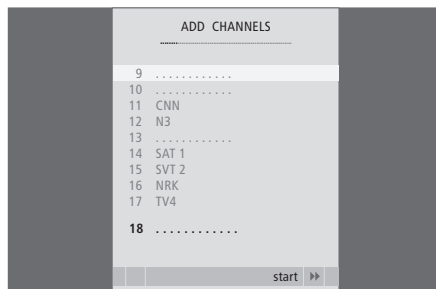 ADD CHANNELS
9 ............
10 ............
11 CNN
12 N3
13 ............
14 SAT 1
15 SVT 2
16 NRK
17 TV4
18 ............
start